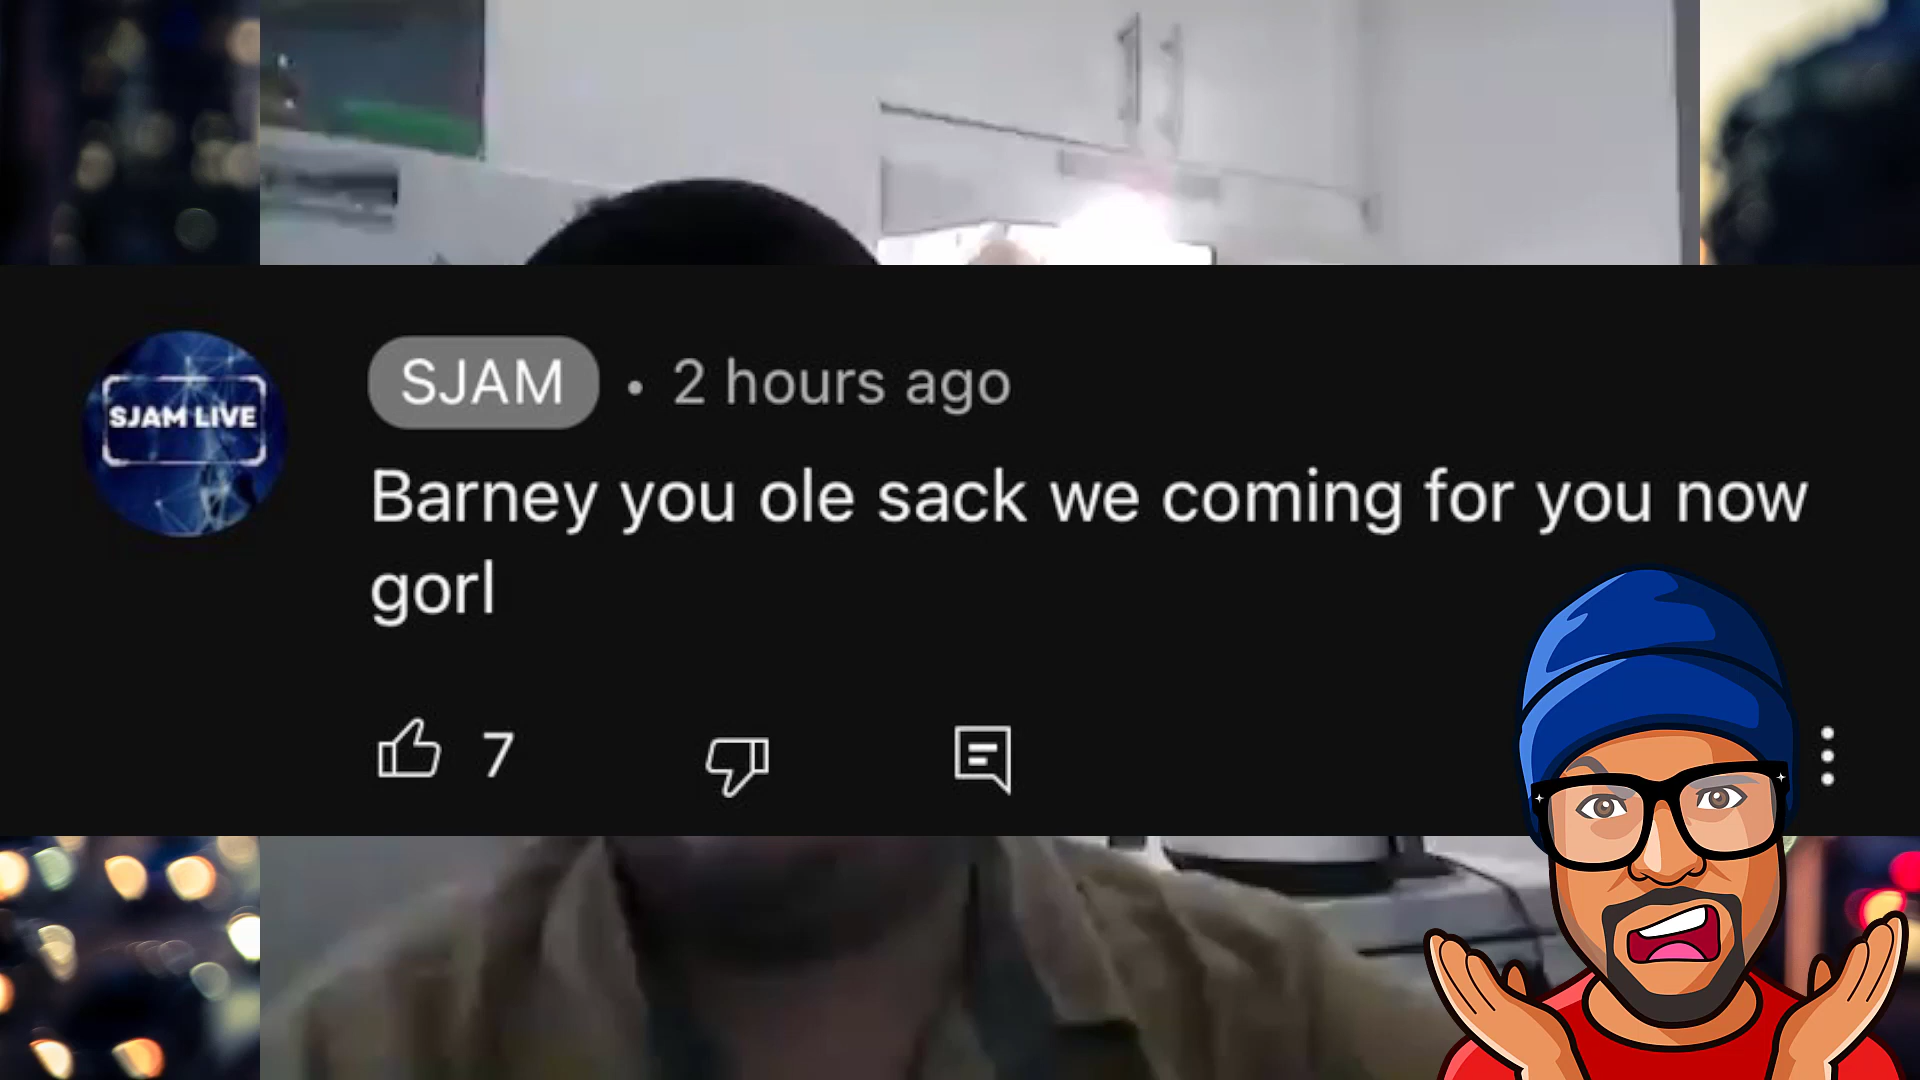 SJAM LIVE
SJAM • 2 hours ago
Barney you ole sack we coming for you now
gorl
7